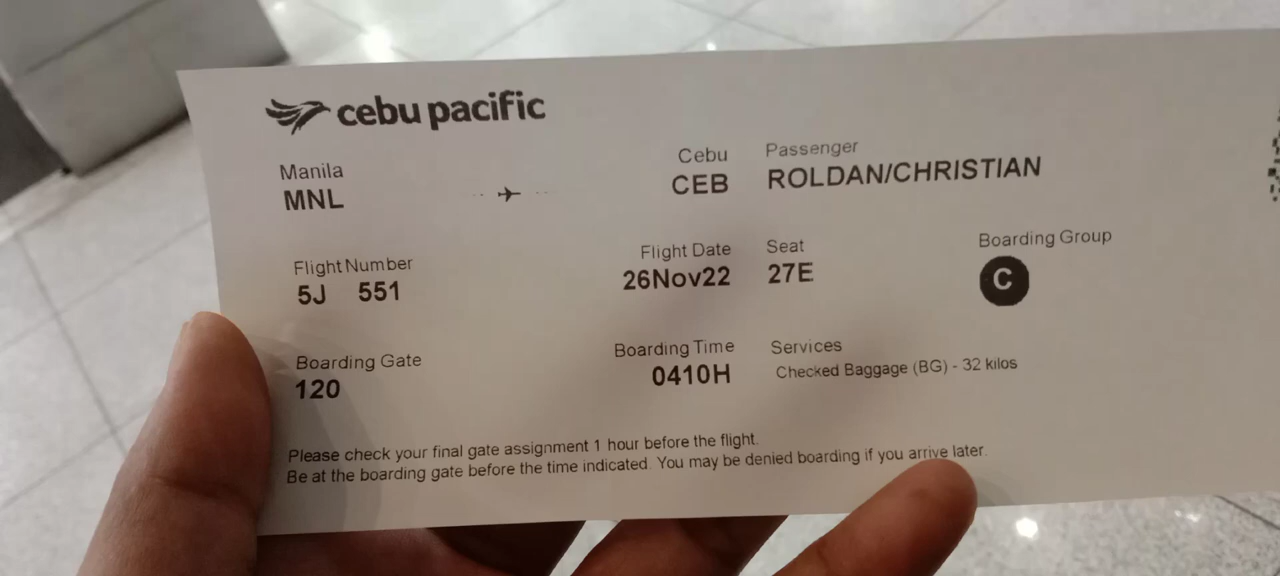 cebu pacific
Manila
MNL
Cebu
CEB
Passenger
ROLDAN/CHRISTIAN
Flight Number
5J 551
Flight Date
26Nov22
Seat
27E
Boarding Group
C
Boarding Gate
120
Boarding Time
0410H
Services
Checked Baggage (BG) - 32 kilos
Please check your final gate assignment 1 hour before the flight.
Be at the boarding gate before the time indicated. You may be denied boarding if you arrive later.